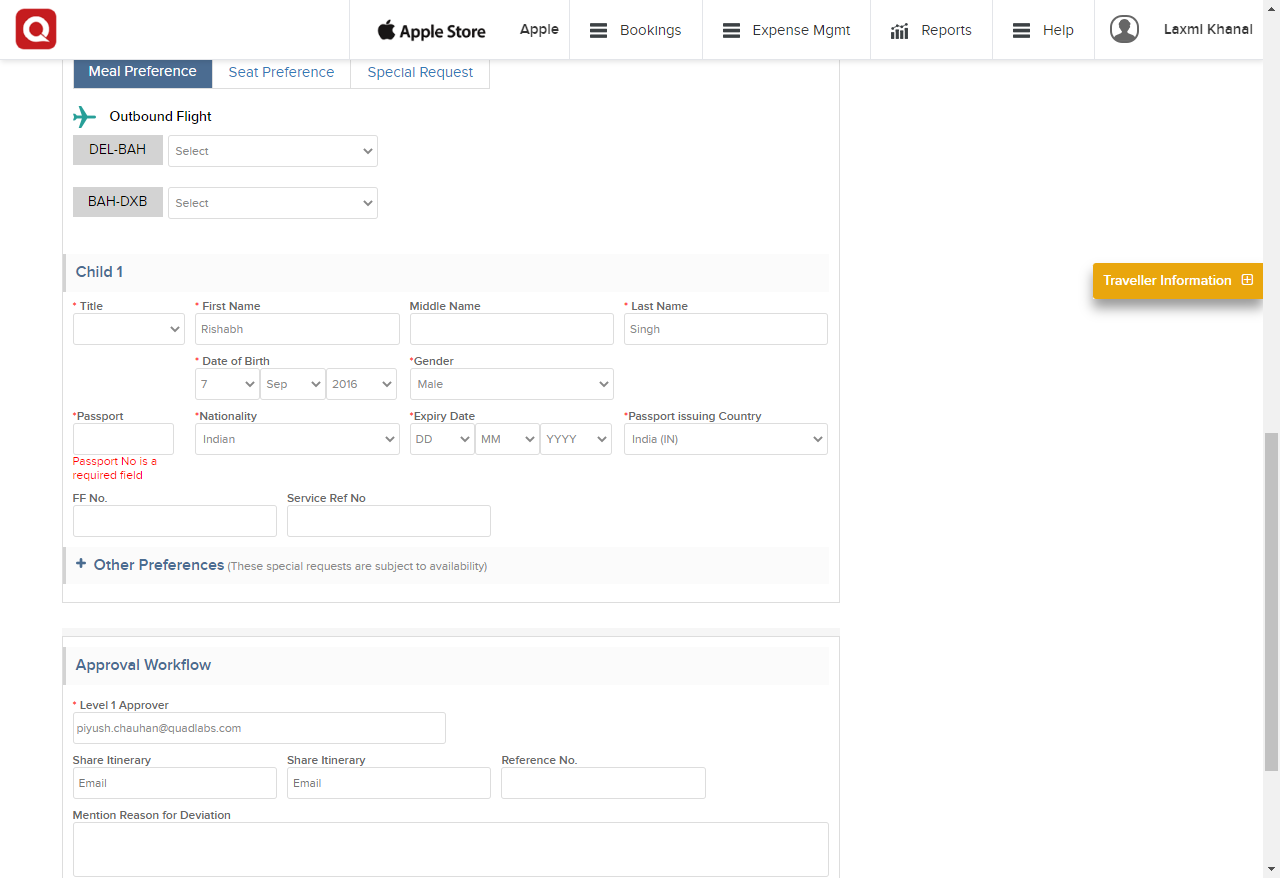 Apple Store Apple Bookings Expense Mgmt Reports Help Laxmi Khanal
Meal Preference Seat Preference Special Request
Outbound Flight
DEL-BAH Select
BAH-DXB Select
Child 1
Traveller Information
* Title * First Name Middle Name * Last Name
Rishabh Singh
* Date of Birth *Gender
7 Sep 2016 Male
*Passport *Nationality *Expiry Date *Passport issuing Country
Indian DD MM YYYY India (IN)
Passport No is a
required field
FF No. Service Ref No
+ Other Preferences (These special requests are subject to availability)
Approval Workflow
* Level 1 Approver
piyush.chauhan@quadlabs.com
Share Itinerary Share Itinerary Reference No.
Email Email
Mention Reason for Deviation